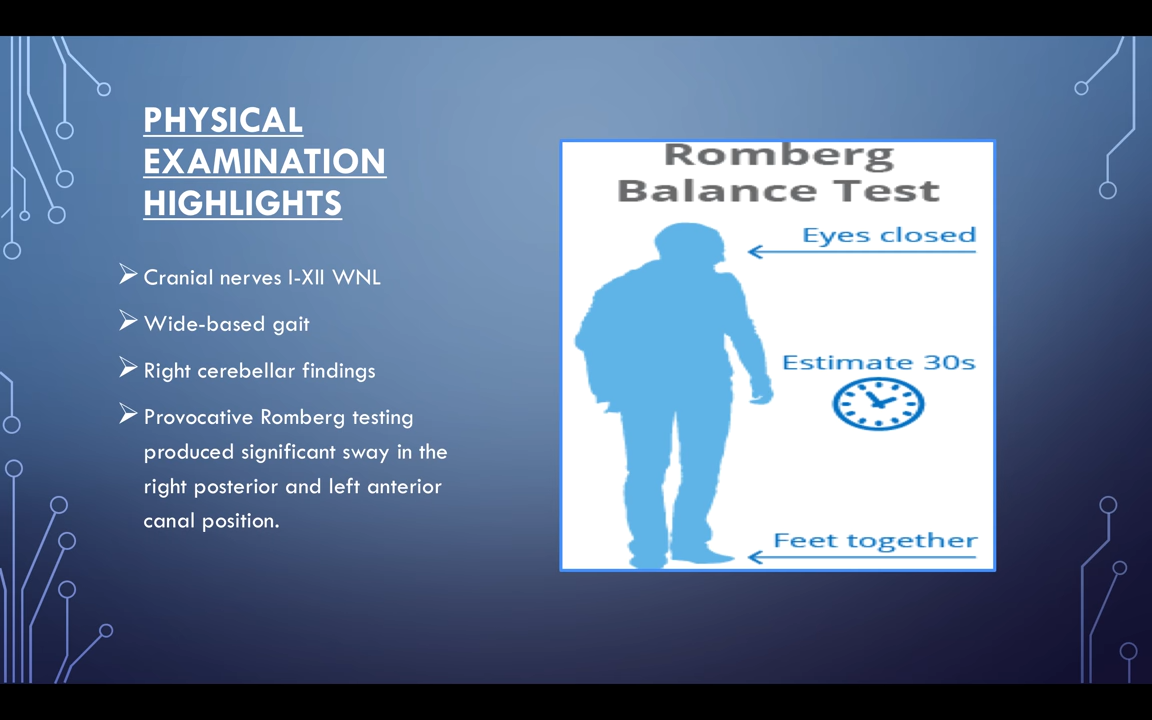 PHYSICAL
EXAMINATION
HIGHLIGHTS
Cranial nerves I-XII WNL
Wide-based gait
Right cerebellar findings
Provocative Romberg testing
produced significant sway in the
right posterior and left anterior
canal position.
Romberg
Balance Test
Eyes closed
Estimate 30s
Feet together